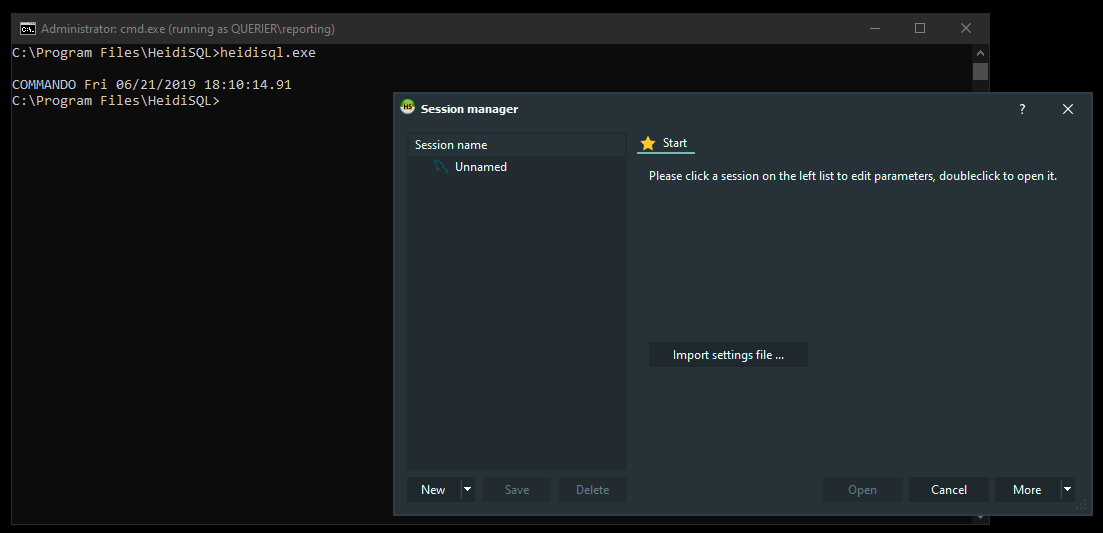 Administrator: cmd.exe (running as QUERIER\reporting)
C:\Program Files\HeidiSQL>heidisql.exe
COMMANDO Fri 06/21/2019 18:10:14.91
C:\Program Files\HeidiSQL>
HS Session manager ?
Session name
Unnamed
Start
Please click a session on the left list to edit parameters, doubleclick to open it.
Import settings file ...
New Save Delete Open Cancel More